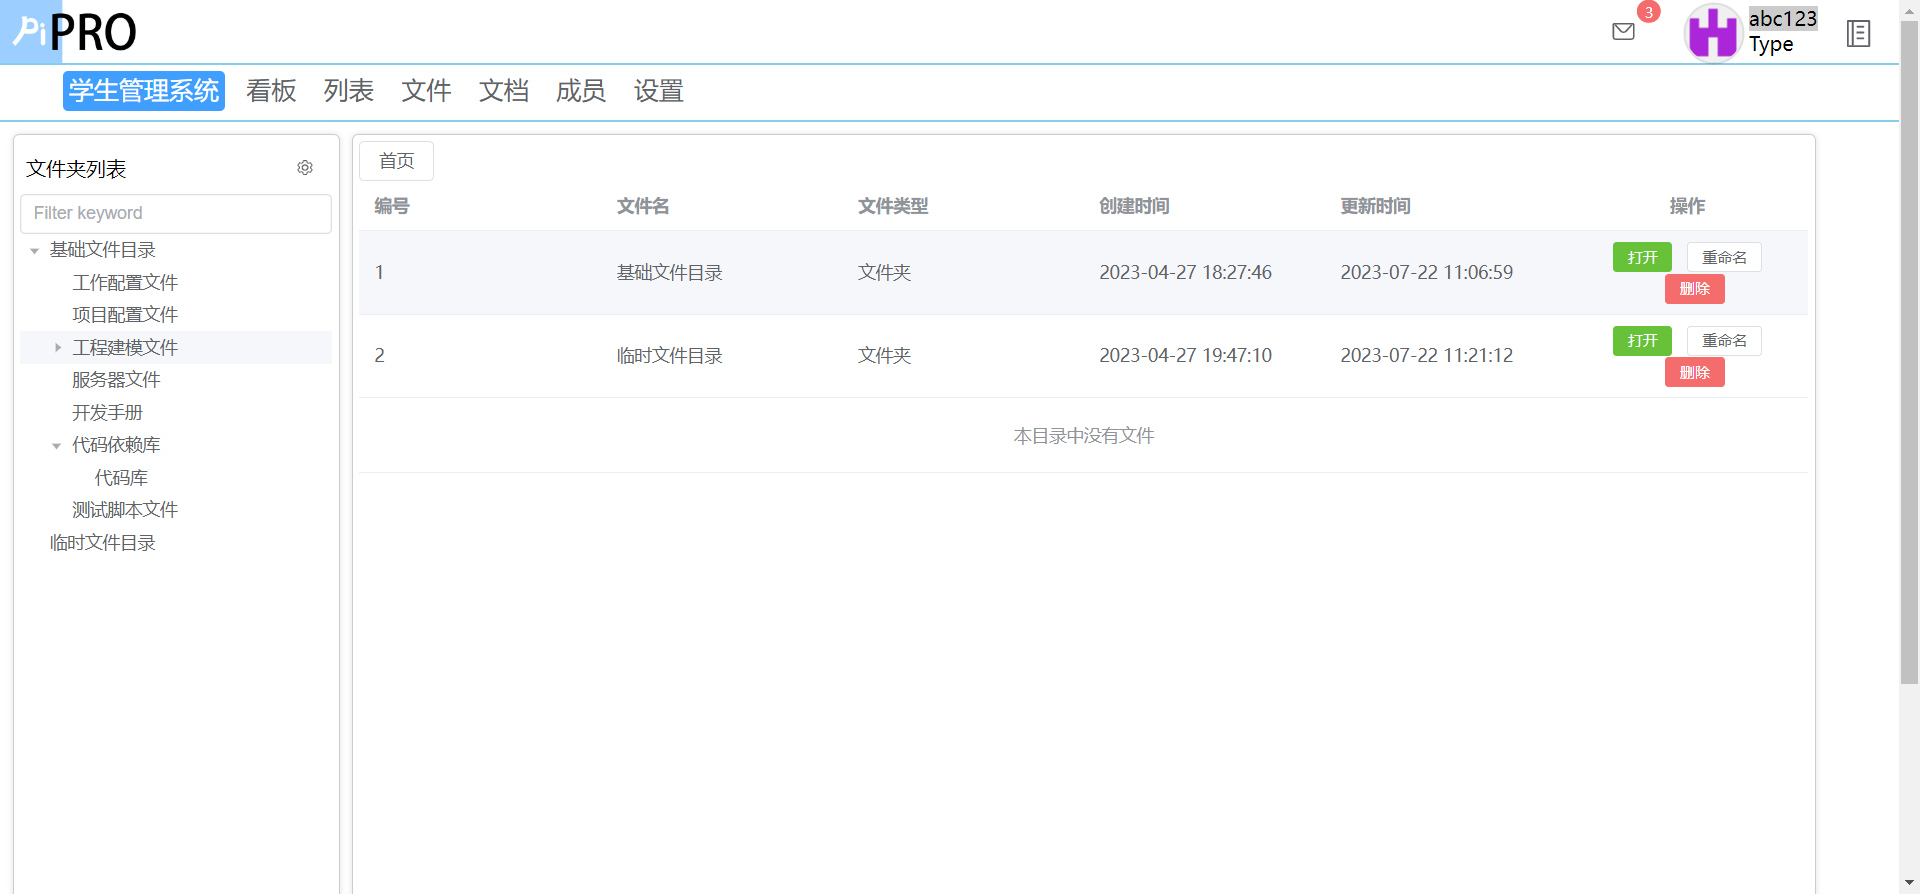 Pi PRO
3
abc123
Type
学生管理系统 看板 列表 文件 文档 成员 设置
文件夹列表
Filter keyword
基础文件目录
工作配置文件
项目配置文件
工程建模文件
服务器文件
开发手册
代码依赖库
代码库
测试脚本文件
临时文件目录
首页
编号 文件名 文件类型 创建时间 更新时间 操作
1 基础文件目录 文件夹 2023-04-27 18:27:46 2023-07-22 11:06:59 打开 重命名
删除
2 临时文件目录 文件夹 2023-04-27 19:47:10 2023-07-22 11:21:12 打开 重命名
删除
本目录中没有文件